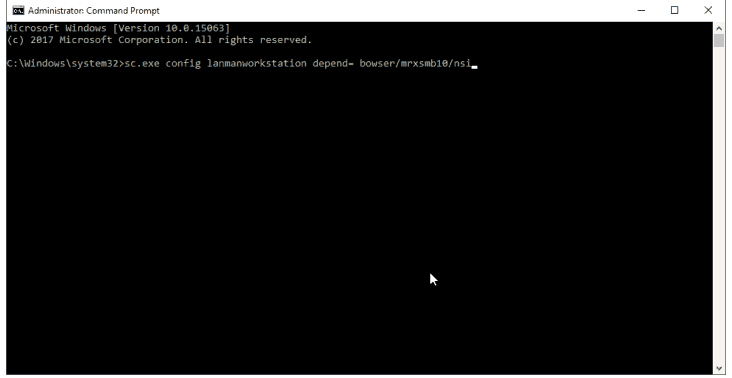 Administrator: Command Prompt
Microsoft Windows [Version 10.0.15063]
(c) 2017 Microsoft Corporation. All rights reserved.
C:\Windows\system32>sc.exe config lanmanworkstation depend= bowser/mrxsmb10/nsi